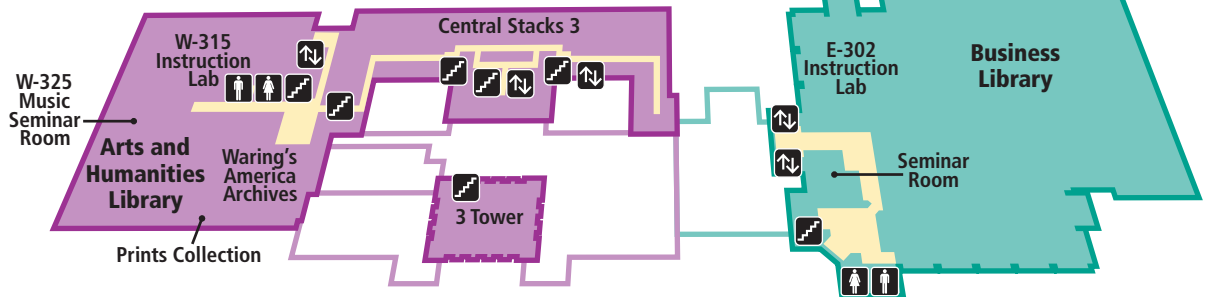 Central Stacks 3
W-315
Instruction
Lab
E-302
Instruction
Lab
Business
Library
W-325
Music
Seminar
Room
Arts and
Humanities
Library
Waring's
America
Archives
Seminar
Room
3 Tower
Prints Collection